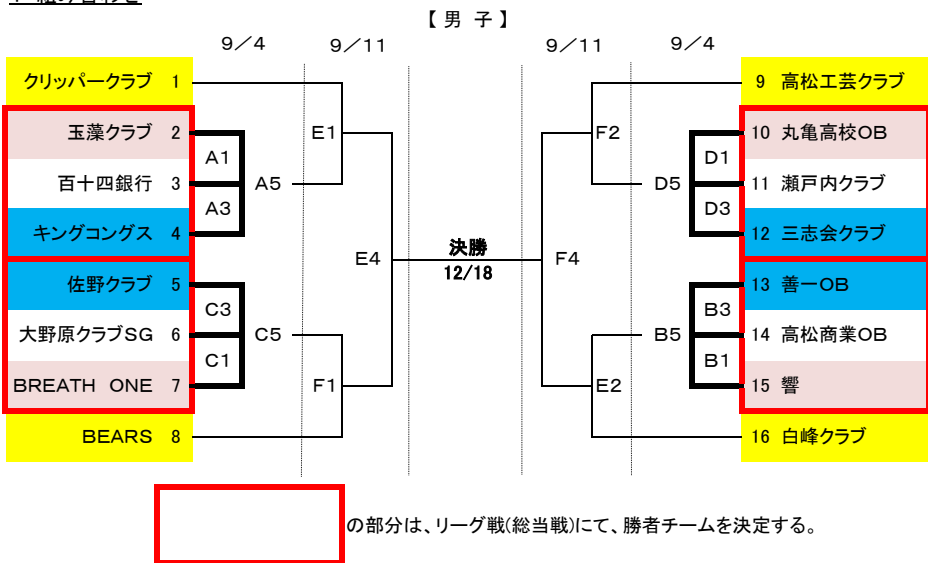 【 男 子 】
9／4 9／11 9／11 9／4
クリッパークラブ 1 9 高松工芸クラブ
玉藻クラブ 2 E1 F2 10 丸亀高校OB
A1 D1
百十四銀行 3 A5 D5 11 瀬戸内クラブ
A3 D3
キングコングス 4 12 三志会クラブ
E4 決勝 F4
12/18
佐野クラブ 5 13 善一OB
C3 B3
大野原クラブSG 6 C5 B5 14 高松商業OB
C1 B1
BREATH ONE 7 F1 E2 15 響
BEARS 8 16 白峰クラブ
の部分は、リーグ戦(総当戦)にて、勝者チームを決定する。